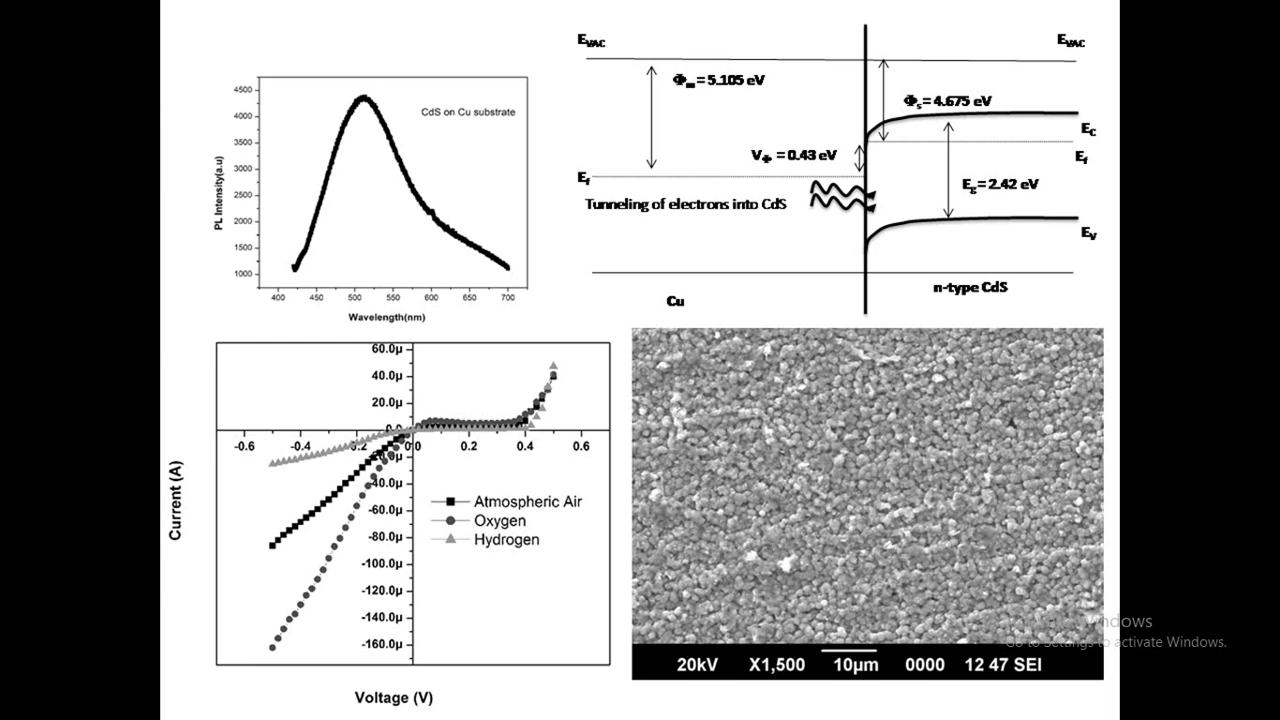 CdS on Cu substrate
PL Intensity(a.u)
4500
4000
3500
3000
2500
2000
1500
1000
400 450 500 550 600 650 700
Wavelength(nm)
E_VAC
E_VAC
Φ_m = 5.105 eV
Φ_s = 4.675 eV
E_C
V_Φ = 0.43 eV
E_f
E_f
E_g = 2.42 eV
Tunneling of electrons into CdS
E_V
n-type CdS
Cu
60.0µ
40.0µ
20.0µ
0.0
-0.6 -0.4 -0.2 0.0 0.2 0.4 0.6
-20.0µ
-40.0µ
-60.0µ
-80.0µ
-100.0µ
-120.0µ
-140.0µ
-160.0µ
Atmospheric Air
Oxygen
Hydrogen
Current (A)
Voltage (V)
20kV X1,500 10µm 0000 12 47 SEI
Go to Settings to activate Windows.